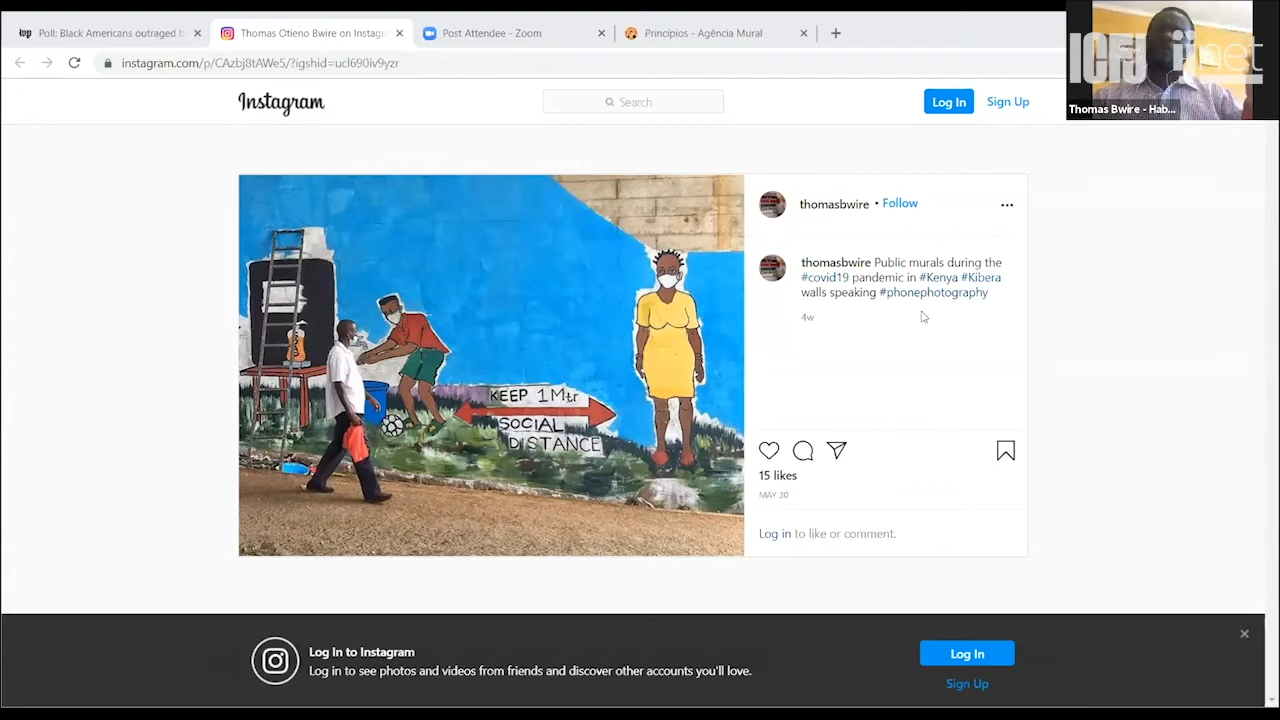 Poll: Black Americans outraged b
Thomas Otieno Bwire on Instagra
Post Attendee - Zoom
Principios - Agência Mural
instagram.com/p/CAzbj8tAWe5/?igshid=ucl690iv9yzr
ICFJ ijnet
Thomas Bwire - Hab...
Instagram
Search
Log In
Sign Up
thomasbwire • Follow
thomasbwire Public murals during the
#covid19 pandemic in #Kenya #Kibera
walls speaking #phonephotography
4w
KEEP 1Mtr
SOCIAL
DISTANCE
15 likes
MAY 30
Log in to like or comment.
Log In to Instagram
Log in to see photos and videos from friends and discover other accounts you'll love.
Log In
Sign Up